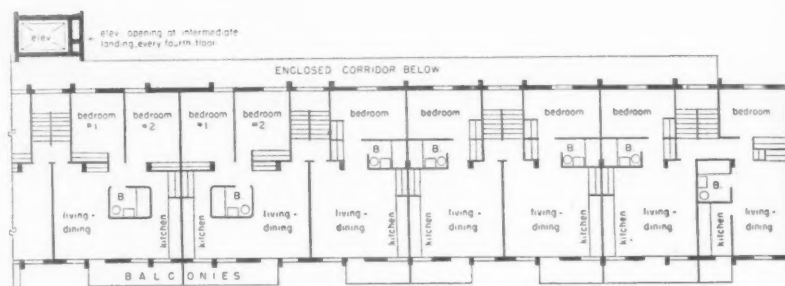 elev.
elev. opening at intermediate
landing, every fourth floor.
ENCLOSED CORRIDOR BELOW
bedroom
#1
bedroom
#2
bedroom
#1
bedroom
#2
bedroom
bedroom
bedroom
bedroom
bedroom
B
B
B
B
B.
B
B.
living-
dining
kitchen
kitchen
living-
dining
living-
dining
kitchen
kitchen
living-
dining
living-
dining
kitchen
kitchen
living-
dining
kitchen
living-
dining
BALCONIES